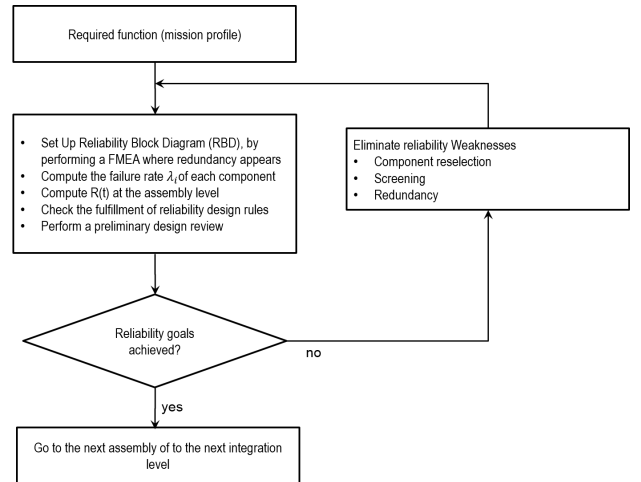 Required function (mission profile)
• Set Up Reliability Block Diagram (RBD), by
performing a FMEA where redundancy appears
• Compute the failure rate λᵢ of each component
• Compute R(t) at the assembly level
• Check the fulfillment of reliability design rules
• Perform a preliminary design review
Eliminate reliability Weaknesses
• Component reselection
• Screening
• Redundancy
Reliability goals
achieved?
no
yes
Go to the next assembly of to the next integration
level